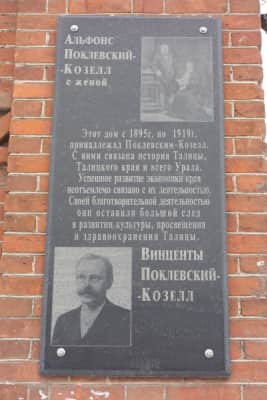 Альфонс
Поклевский-
-Козелл
с женой
Этот дом с 1895г. по 1919г.
принадлежал Поклевским-Козелл.
С ними связана история Талицы,
Талицкого края и всего Урала.
Успешное развитие экономики края
неотъемлемо связано с их деятельностью.
Своей благотворительной деятельностью
они оставили большой след
в развитии культуры, просвещения
и здравоохранения Талицы.
Винценты
Поклевский-
-Козелл